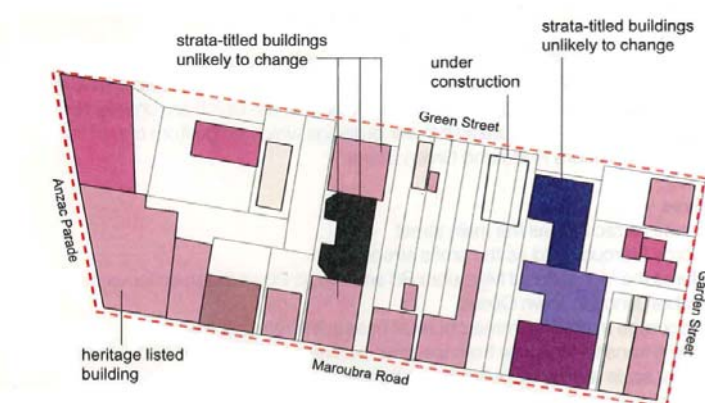 strata-titled buildings
unlikely to change
under
construction
strata-titled buildings
unlikely to change
Green Street
Anzac Parade
Garden Street
heritage listed
building
Maroubra Road